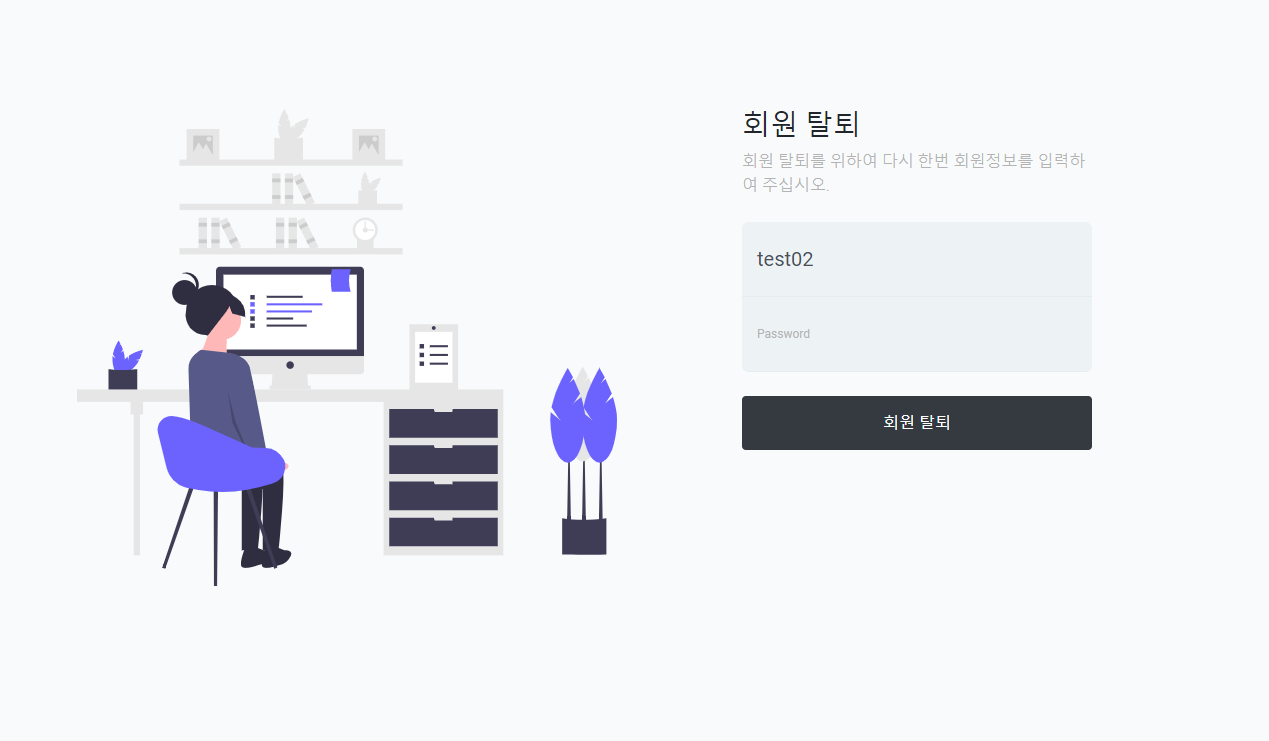 회원 탈퇴
회원 탈퇴를 위하여 다시 한번 회원정보를 입력하
여 주십시오.
test02
Password
회원 탈퇴